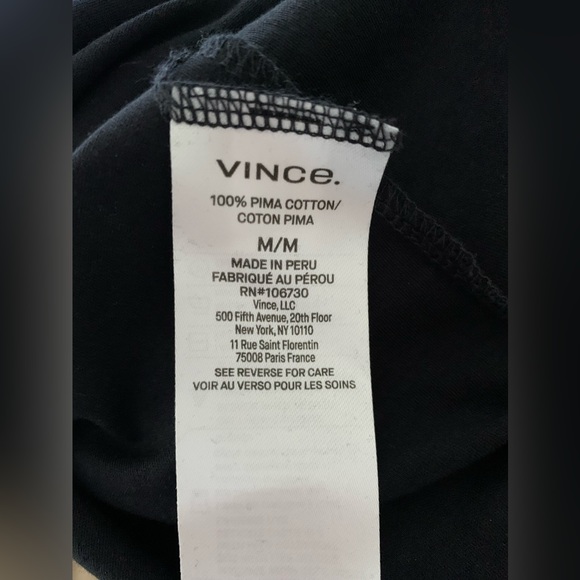 VINCe.
100% PIMA COTTON/
COTON PIMA
M/M
MADE IN PERU
FABRIQUÉ AU PÉROU
RN#106730
Vince, LLC
500 Fifth Avenue, 20th Floor
New York, NY 10110
11 Rue Saint Florentin
75008 Paris France
SEE REVERSE FOR CARE
VOIR AU VERSO POUR LES SOINS